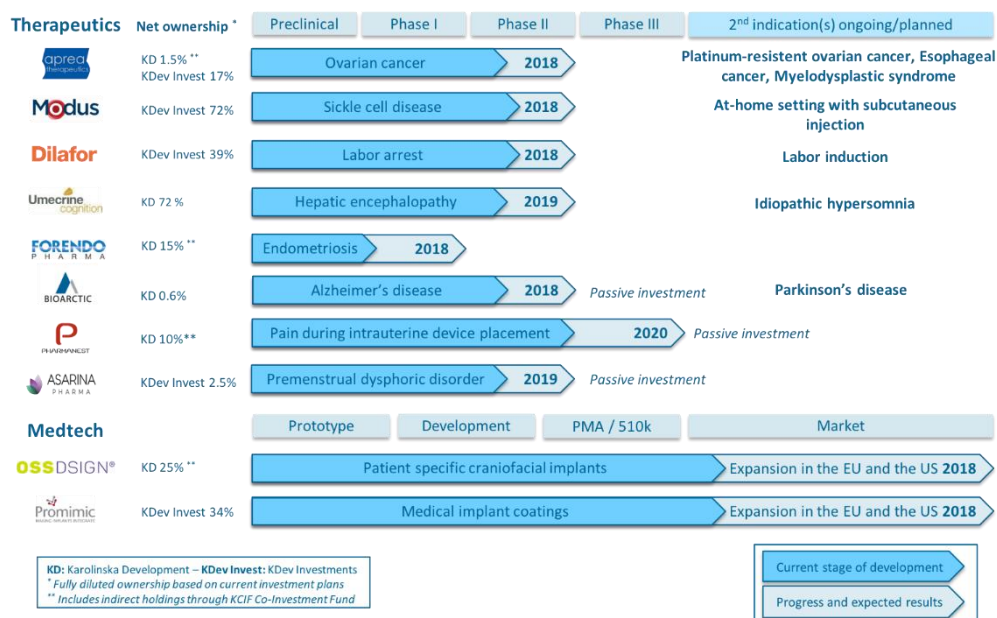 Therapeutics Net ownership * Preclinical Phase I Phase II Phase III 2nd indication(s) ongoing/planned
aprea therapeutics KD 1.5% ** Ovarian cancer 2018 Platinum-resistent ovarian cancer, Esophageal
KDev Invest 17% cancer, Myelodysplastic syndrome
Modus KDev Invest 72% Sickle cell disease 2018 At-home setting with subcutaneous
injection
Dilafor KDev Invest 39% Labor arrest 2018 Labor induction
Umecrine cognition KD 72 % Hepatic encephalopathy 2019 Idiopathic hypersomnia
FORENDO PHARMA KD 15% ** Endometriosis 2018
BIOARCTIC KD 0.6% Alzheimer's disease 2018 Passive investment Parkinson's disease
PHARMANEST KD 10%** Pain during intrauterine device placement 2020 Passive investment
ASARINA PHARMA KDev Invest 2.5% Premenstrual dysphoric disorder 2019 Passive investment
Medtech Prototype Development PMA / 510k Market
OSSDSIGN® KD 25% ** Patient specific craniofacial implants Expansion in the EU and the US 2018
Promimic KDev Invest 34% Medical implant coatings Expansion in the EU and the US 2018
KD: Karolinska Development – KDev Invest: KDev Investments
* Fully diluted ownership based on current investment plans
** Includes indirect holdings through KCIF Co-Investment Fund
Current stage of development
Progress and expected results